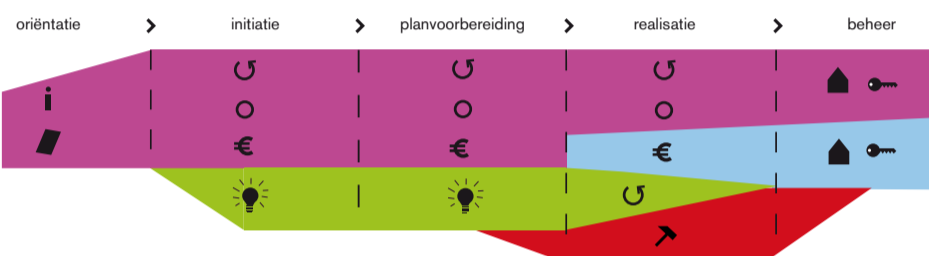 oriëntatie > initiatie > planvoorbereiding > realisatie > beheer
i
€ € €